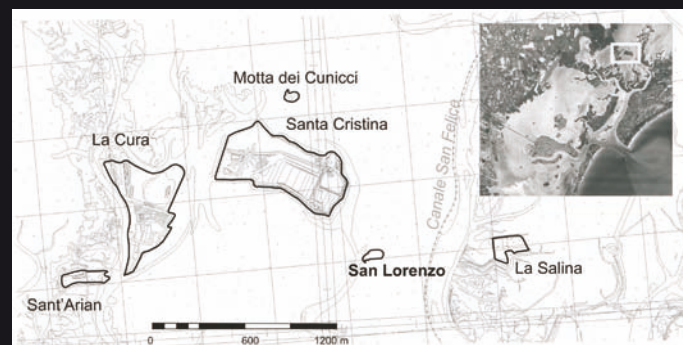 Motta dei Cunicci
Santa Cristina
La Cura
Canale San Felice
San Lorenzo
La Salina
Sant'Arian
0 600 1200 m